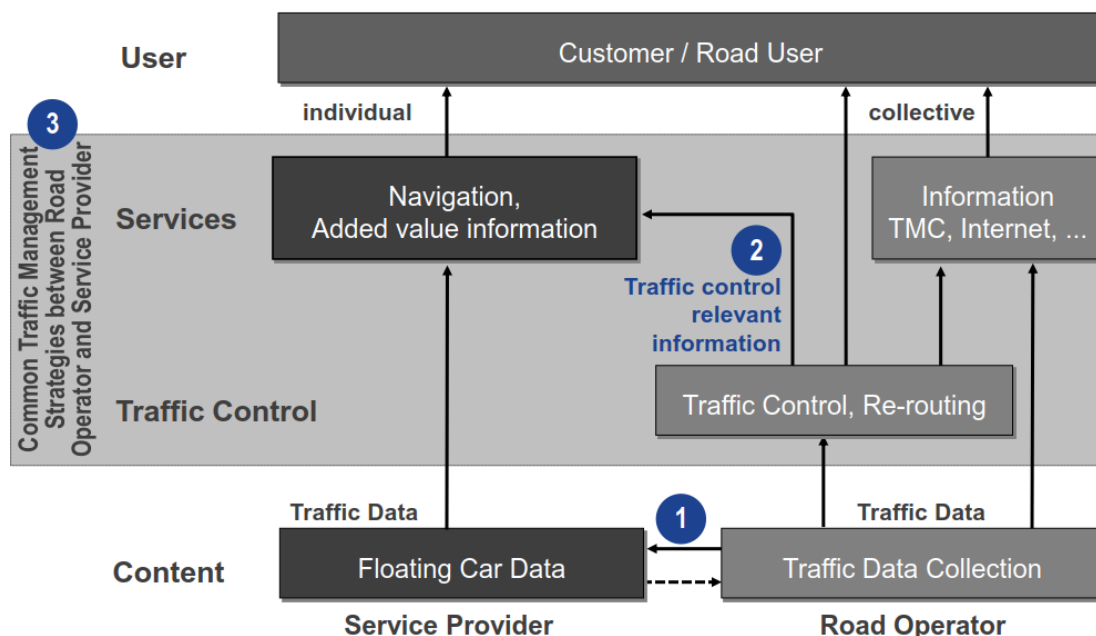 User
Customer / Road User
individual
collective
3
Common Traffic Management
Strategies between Road
Operator and Service Provider
Services
Navigation,
Added value information
Information
TMC, Internet, ...
2
Traffic control
relevant
information
Traffic Control
Traffic Control, Re-routing
Traffic Data
1
Traffic Data
Content
Floating Car Data
Traffic Data Collection
Service Provider
Road Operator